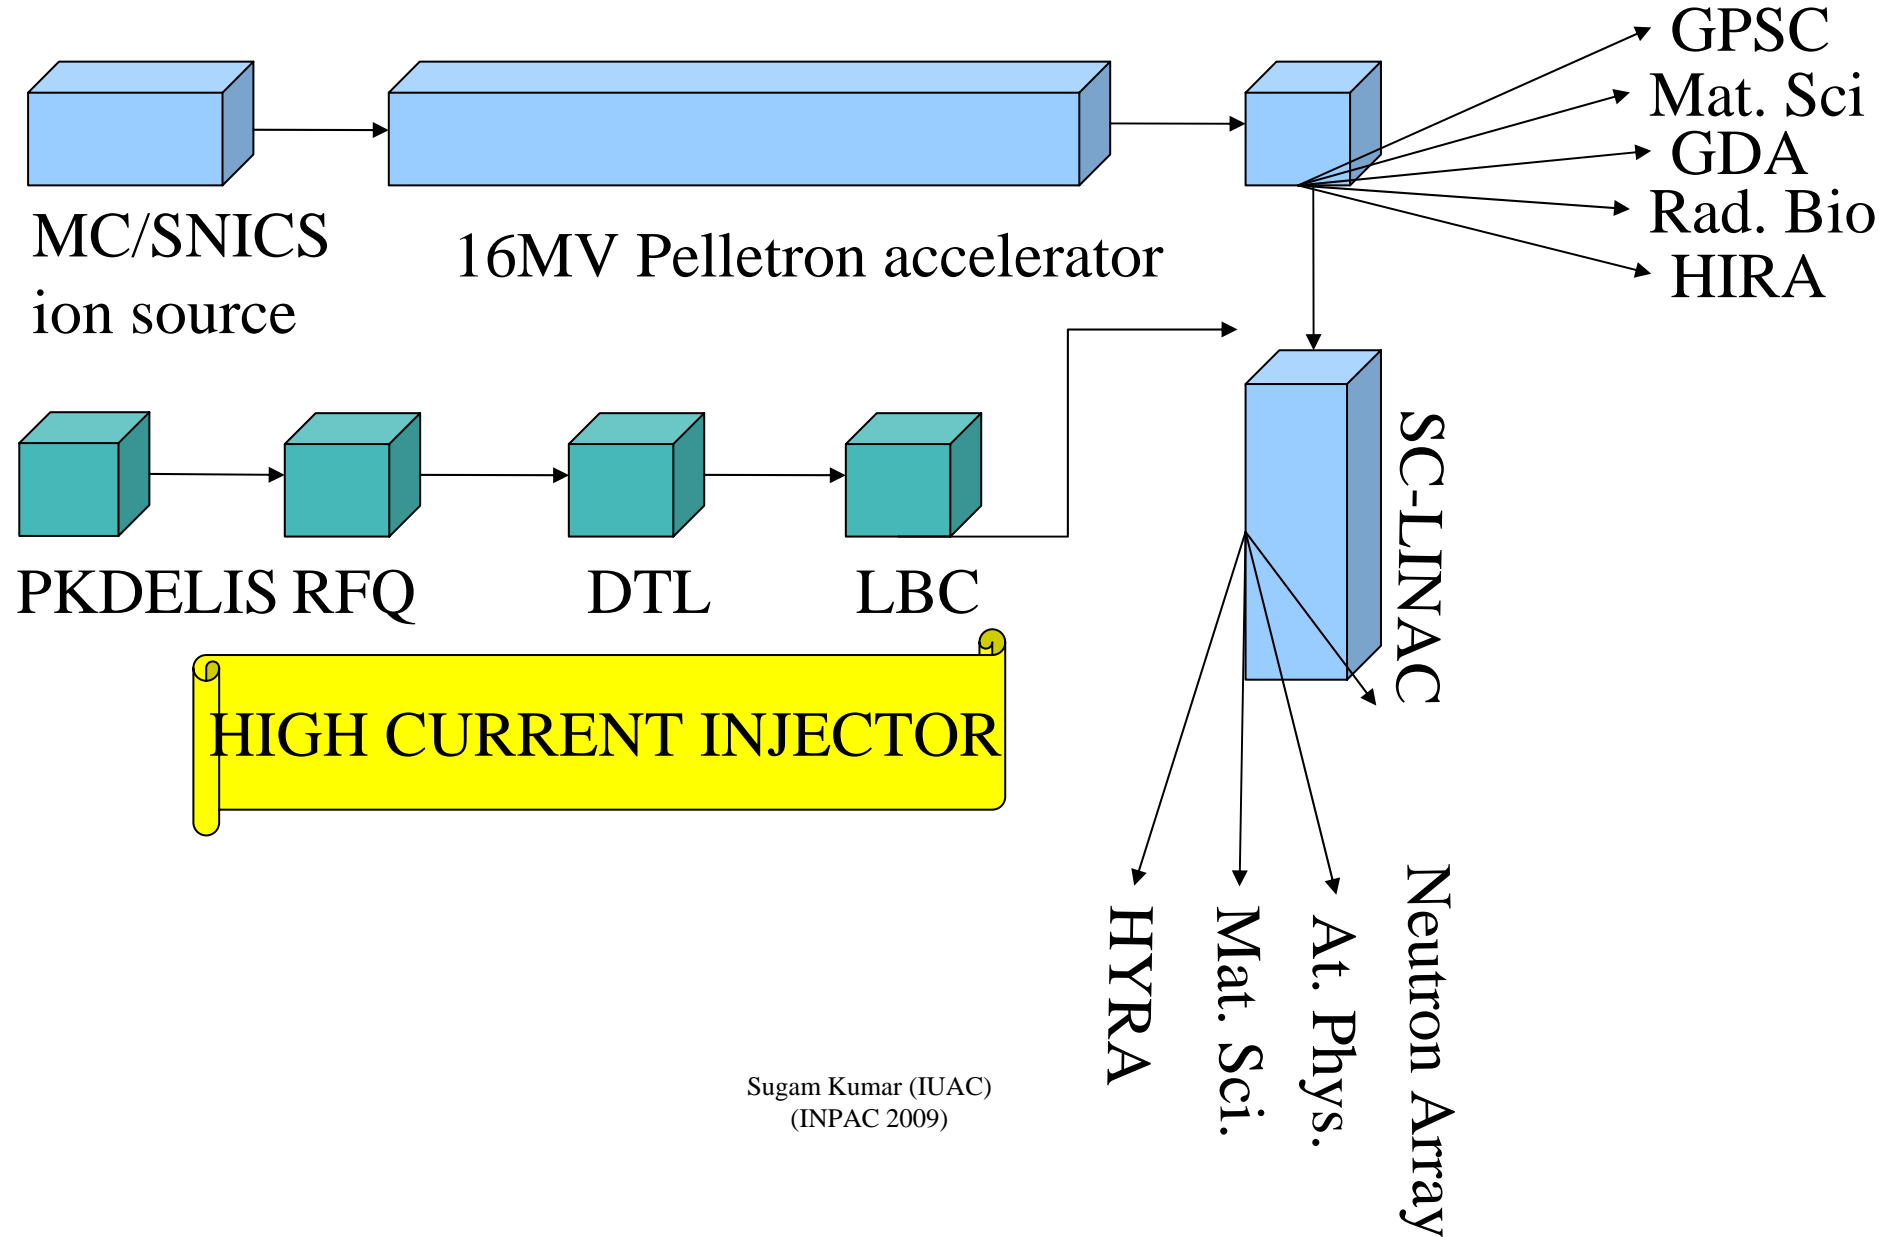 GPSC
Mat. Sci
GDA
Rad. Bio
HIRA
MC/SNICS
ion source
16MV Pelletron accelerator
SC-LINAC
PKDELIS
RFQ
DTL
LBC
HIGH CURRENT INJECTOR
HYRA
Mat. Sci.
At. Phys.
Neutron Array
Sugam Kumar (IUAC)
(INPAC 2009)